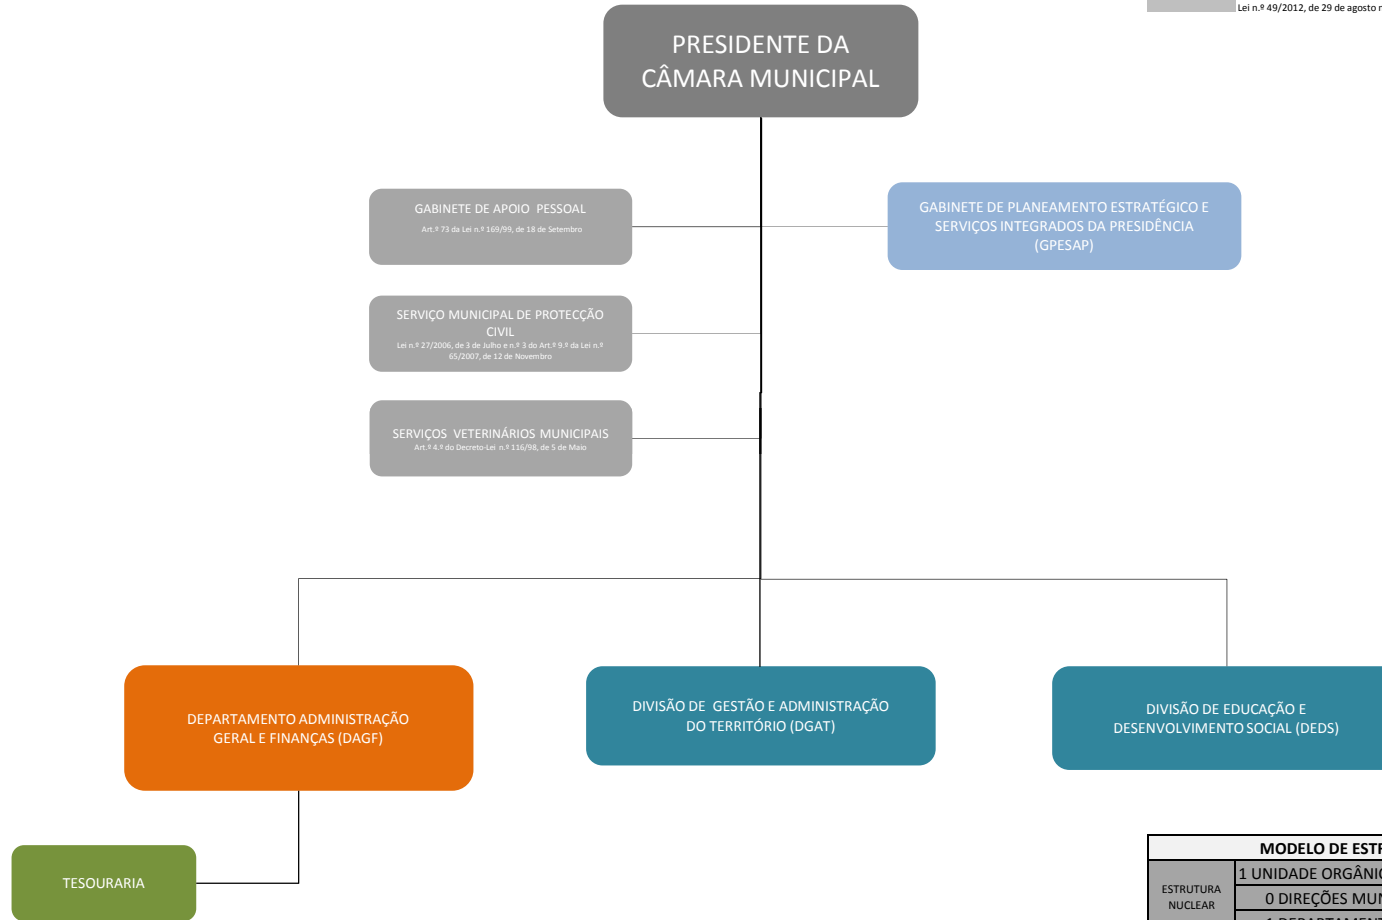 Lei n.º 49/2012, de 29 de agosto
PRESIDENTE DA
CÂMARA MUNICIPAL
GABINETE DE APOIO PESSOAL
Art.º 73 da Lei n.º 169/99, de 18 de Setembro
GABINETE DE PLANEAMENTO ESTRATÉGICO E
SERVIÇOS INTEGRADOS DA PRESIDÊNCIA
(GPESAP)
SERVIÇO MUNICIPAL DE PROTECÇÃO
CIVIL
Lei n.º 27/2006, de 3 de Julho e n.º 3 do Art.º 9.º da Lei n.º
65/2007, de 12 de Novembro
SERVIÇOS VETERINÁRIOS MUNICIPAIS
Art.º 4.º do Decreto-Lei n.º 116/98, de 5 de Maio
DEPARTAMENTO ADMINISTRAÇÃO
GERAL E FINANÇAS (DAGF)
DIVISÃO DE GESTÃO E ADMINISTRAÇÃO
DO TERRITÓRIO (DGAT)
DIVISÃO DE EDUCAÇÃO E
DESENVOLVIMENTO SOCIAL (DEDS)
TESOURARIA
MODELO DE
ESTRUTURA
NUCLEAR
1 UNIDADE
0 DIREÇÕES